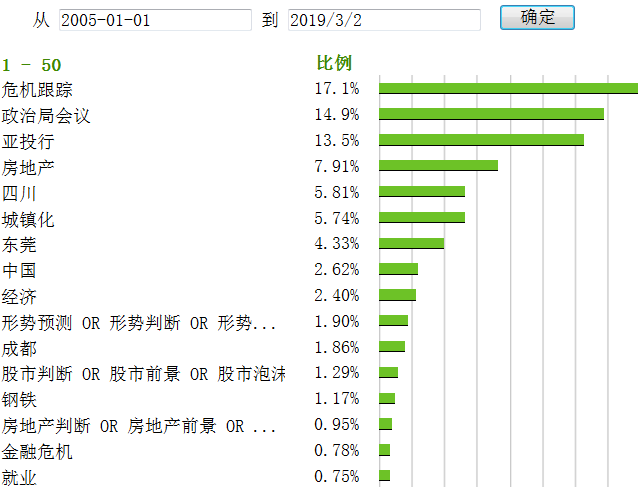 从 2005-01-01 到 2019/3/2 确定
1 - 50 比例
危机跟踪 17.1%
政治局会议 14.9%
亚投行 13.5%
房地产 7.91%
四川 5.81%
城镇化 5.74%
东莞 4.33%
中国 2.62%
经济 2.40%
形势预测 OR 形势判断 OR 形势... 1.90%
成都 1.86%
股市判断 OR 股市前景 OR 股市泡沫 1.29%
钢铁 1.17%
房地产判断 OR 房地产前景 OR ... 0.95%
金融危机 0.78%
就业 0.75%